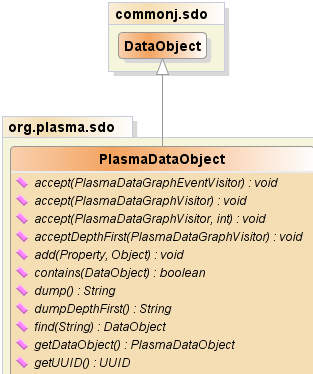 commonj.sdo
DataObject
org.plasma.sdo
PlasmaDataObject
accept(PlasmaDataGraphEventVisitor) : void
accept(PlasmaDataGraphVisitor) : void
accept(PlasmaDataGraphVisitor, int) : void
acceptDepthFirst(PlasmaDataGraphVisitor) : void
add(Property, Object) : void
contains(DataObject) : boolean
dump() : String
dumpDepthFirst() : String
find(String) : DataObject
getDataObject() : PlasmaDataObject
getUUID() : UUID